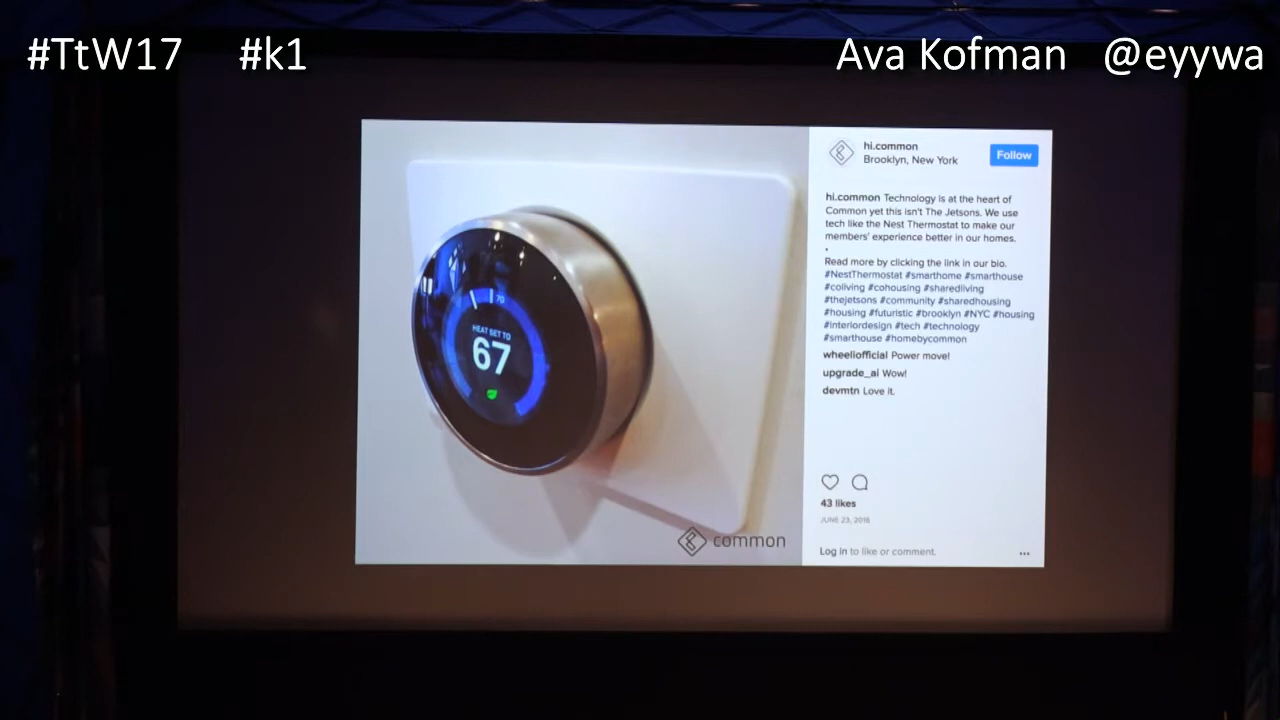 #TtW17 #k1 Ava Kofman @eyywa
hi.common
Brooklyn, New York
Follow
hi.common Technology is at the heart of
Common yet this isn't The Jetsons. We use
tech like the Nest Thermostat to make our
members' experience better in our homes.
.
Read more by clicking the link in our bio.
#NestThermostat #smarthome #smarthouse
#coliving #cohousing #sharedliving
#thejetsons #community #sharedhousing
#housing #futuristic #brooklyn #NYC #housing
#interiordesign #tech #technology
#smarthouse #homebycommon
wheeliofficial Power move!
upgrade_ai Wow!
devmtn Love it.
43 likes
JUNE 23, 2016
Log in to like or comment.
70
HEAT SET TO
67
common